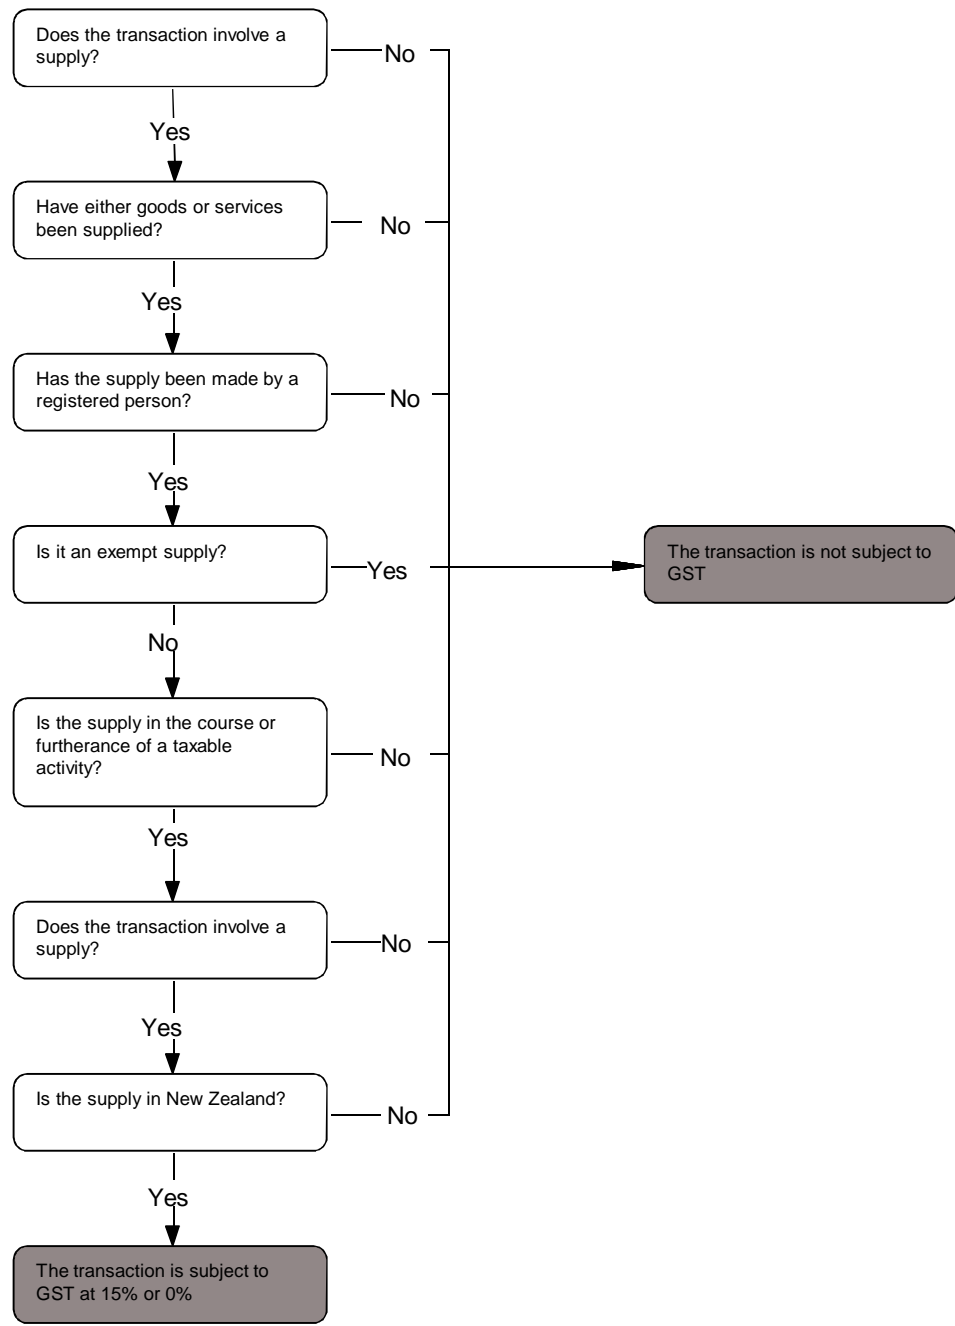 Does the transaction involve a
supply?
No
Yes
Have either goods or services
been supplied?
No
Yes
Has the supply been made by a
registered person?
No
Yes
Is it an exempt supply?
Yes
The transaction is not subject to
GST
No
Is the supply in the course or
furtherance of a taxable
activity?
No
Yes
Does the transaction involve a
supply?
No
Yes
Is the supply in New Zealand?
No
Yes
The transaction is subject to
GST at 15% or 0%